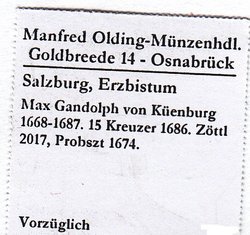 Manfred Olding-Münzenhdl.
Goldbreede 14 - Osnabrück
Salzburg, Erzbistum
Max Gandolph von Küenburg
1668-1687. 15 Kreuzer 1686. Zöttl
2017, Probszt 1674.
Vorzüglich